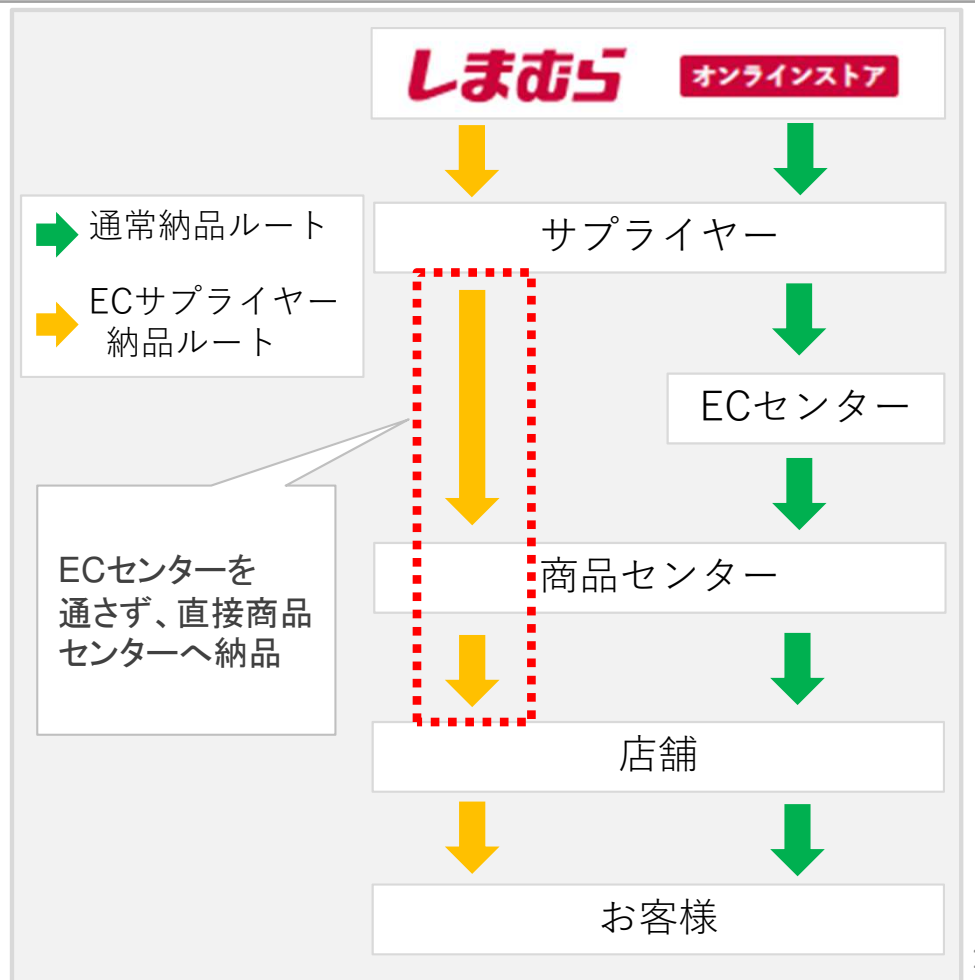 しまむら
オンラインストア
通常納品ルート
ECサプライヤー
納品ルート
サプライヤー
ECセンター
ECセンターを
通さず、直接商品
センターへ納品
商品センター
店舗
お客様